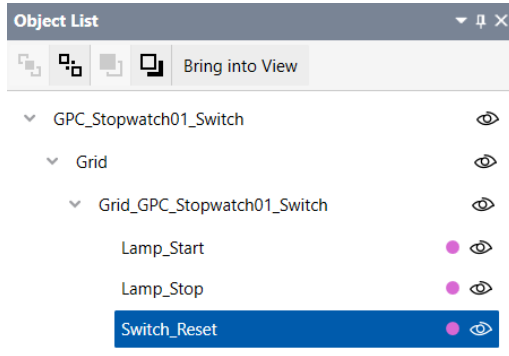 Object List
Bring into View
GPC_Stopwatch01_Switch
Grid
Grid_GPC_Stopwatch01_Switch
Lamp_Start
Lamp_Stop
Switch_Reset